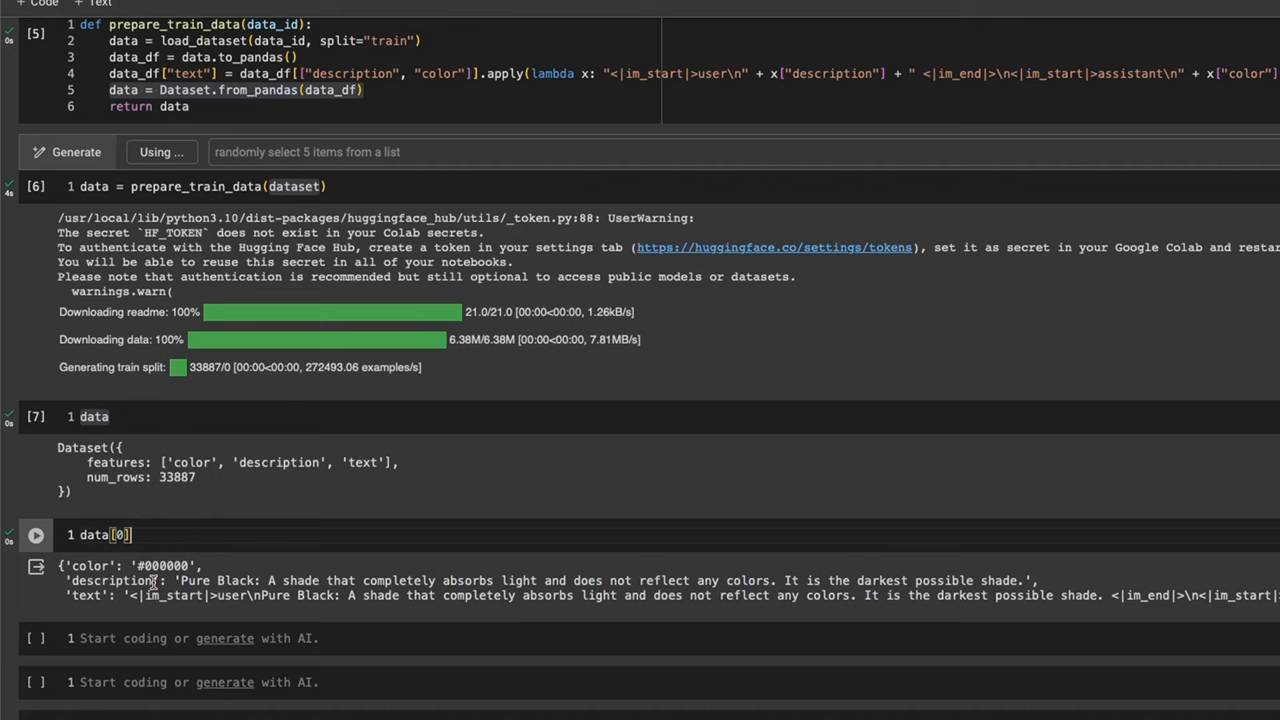 + Code + Text
[5]
0s
1 def prepare_train_data(data_id):
2 data = load_dataset(data_id, split="train")
3 data_df = data.to_pandas()
4 data_df["text"] = data_df[["description", "color"]].apply(lambda x: "<|im_start|>user\n" + x["description"] + " <|im_end|>\n<|im_start|>assistant\n" + x["color"]
5 data = Dataset.from_pandas(data_df)
6 return data
Generate Using ... randomly select 5 items from a list
[6] 1 data = prepare_train_data(dataset)
4s
/usr/local/lib/python3.10/dist-packages/huggingface_hub/utils/_token.py:88: UserWarning:
The secret `HF_TOKEN` does not exist in your Colab secrets.
To authenticate with the Hugging Face Hub, create a token in your settings tab (https://huggingface.co/settings/tokens), set it as secret in your Google Colab and restar
You will be able to reuse this secret in all of your notebooks.
Please note that authentication is recommended but still optional to access public models or datasets.
warnings.warn(
Downloading readme: 100% 21.0/21.0 [00:00<00:00, 1.26kB/s]
Downloading data: 100% 6.38M/6.38M [00:00<00:00, 7.81MB/s]
Generating train split: 33887/0 [00:00<00:00, 272493.06 examples/s]
[7] 1 data
0s
Dataset({
features: ['color', 'description', 'text'],
num_rows: 33887
})
1 data[0]
0s
{'color': '#000000',
'description': 'Pure Black: A shade that completely absorbs light and does not reflect any colors. It is the darkest possible shade.',
'text': '<|im_start|>user\nPure Black: A shade that completely absorbs light and does not reflect any colors. It is the darkest possible shade. <|im_end|>\n<|im_start|>
[ ] 1 Start coding or generate with AI.
[ ] 1 Start coding or generate with AI.